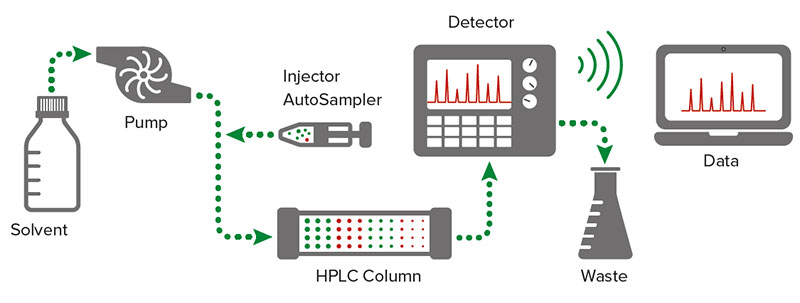 Detector
Injector
AutoSampler
Pump
Data
Solvent
HPLC Column
Waste